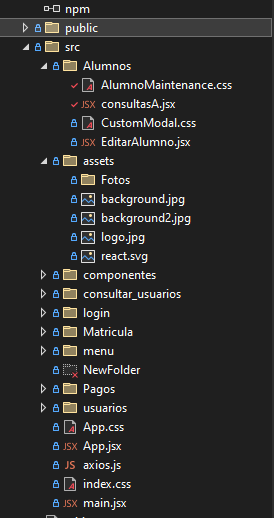 npm
public
src
Alumnos
AlumnoMaintenance.css
JSX consultasA.jsx
CustomModal.css
JSX EditarAlumno.jsx
assets
Fotos
background.jpg
background2.jpg
logo.jpg
react.svg
componentes
consultar_usuarios
login
Matricula
menu
NewFolder
Pagos
usuarios
App.css
JSX App.jsx
JS axios.js
index.css
JSX main.jsx